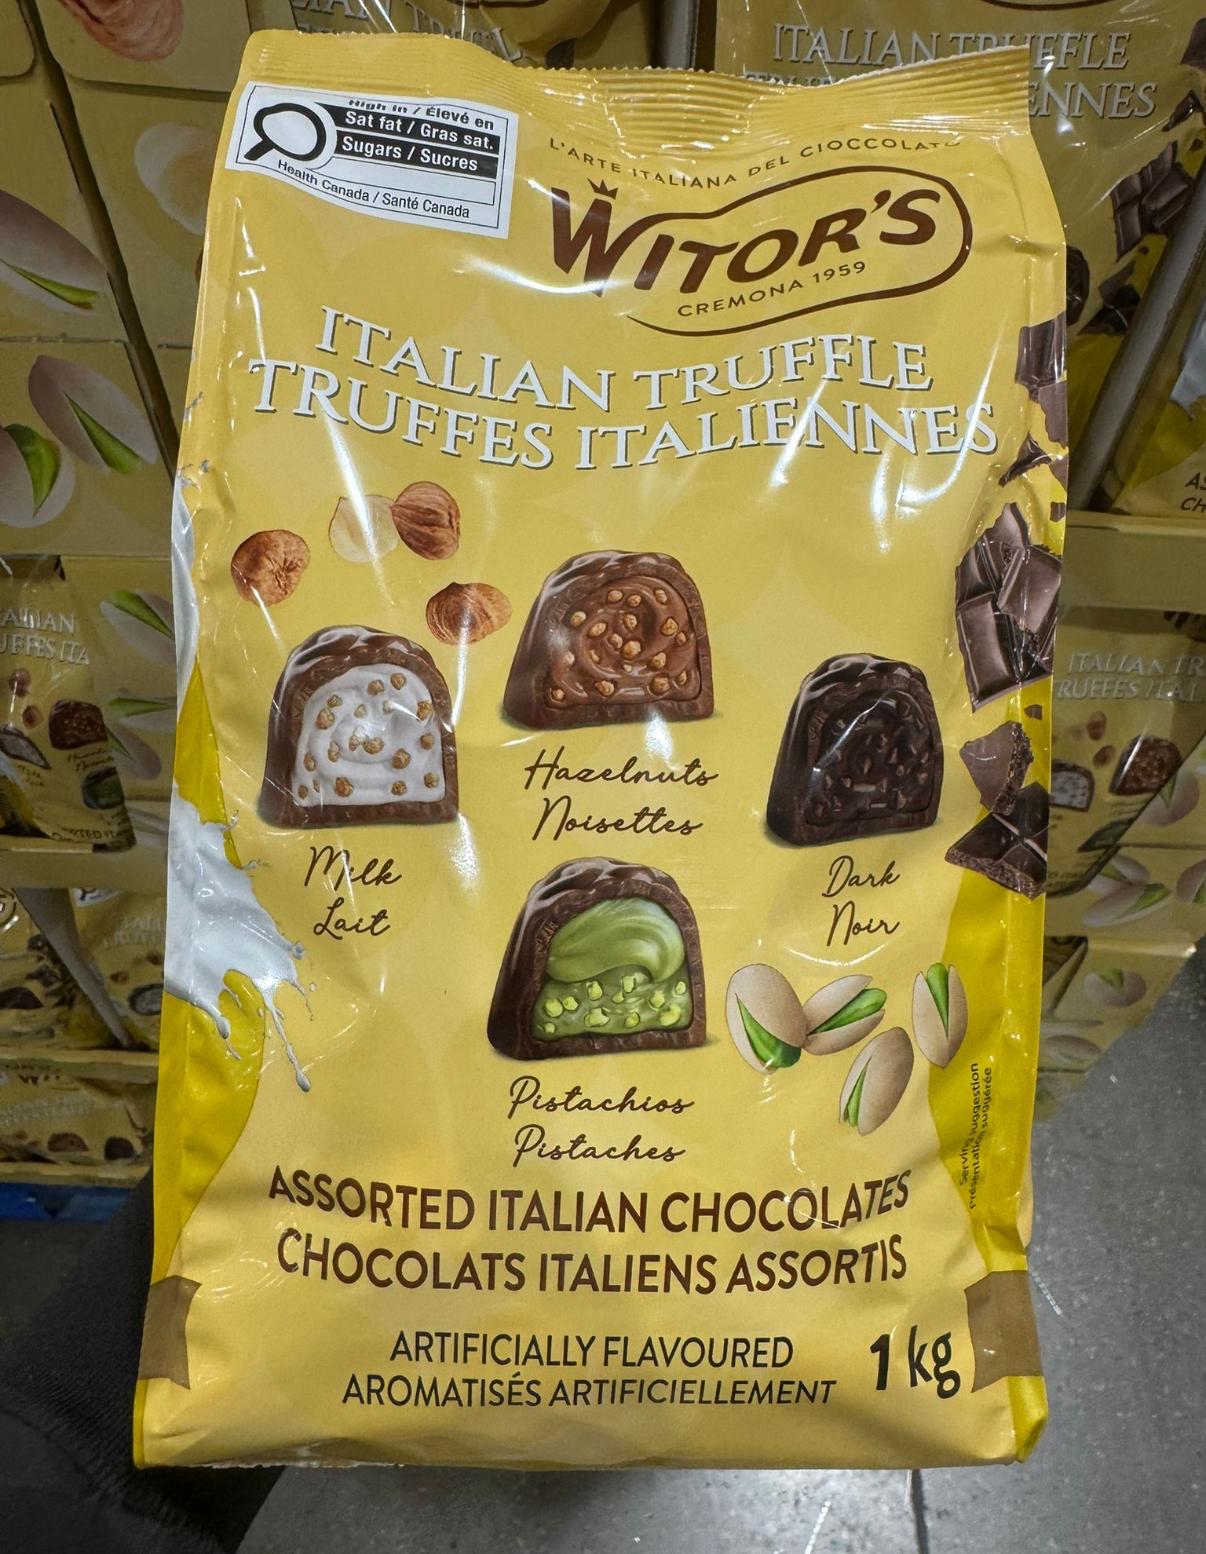 ITALIAN TRUFFLE
High in / Élevé en
Sat fat / Gras sat.
Sugars / Sucres
Health Canada / Santé Canada
L'ARTE ITALIANA DEL CIOCCOLATO
WITOR'S
CREMONA 1959
ITALIAN TRUFFLE
TRUFFES ITALIENNES
Hazelnuts
Noisettes
Milk
Lait
Dark
Noir
Pistachios
Pistaches
Serving suggestion
Présentation suggérée
ASSORTED ITALIAN CHOCOLATES
CHOCOLATS ITALIENS ASSORTIS
ARTIFICIALLY FLAVOURED
AROMATISÉS ARTIFICIELLEMENT
1 kg